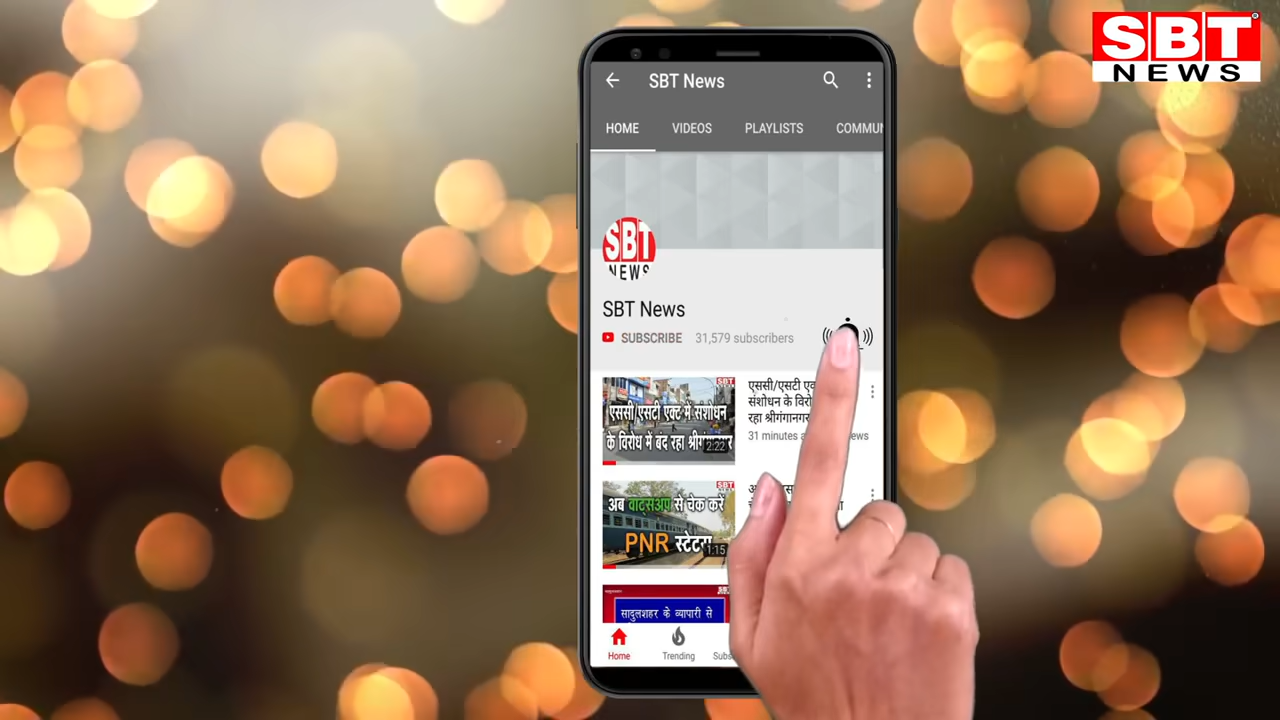 SBT
NEWS
SBT News
HOME VIDEOS PLAYLISTS COMMUN
SBT
NEWS
SBT News
SUBSCRIBE 31,579 subscribers
SBT
एससी/एसटी एक्ट में संशोधन
के विरोध में बद रहा
2:22
एससी/एसटी
संशोधन के
रहा श्रीगंगानगर
31 minutes
SBT
अब वाट्सअप से चेक करें
PNR स्टेटस
1:15
सादुलशहर के व्यापारी से
Home Trending